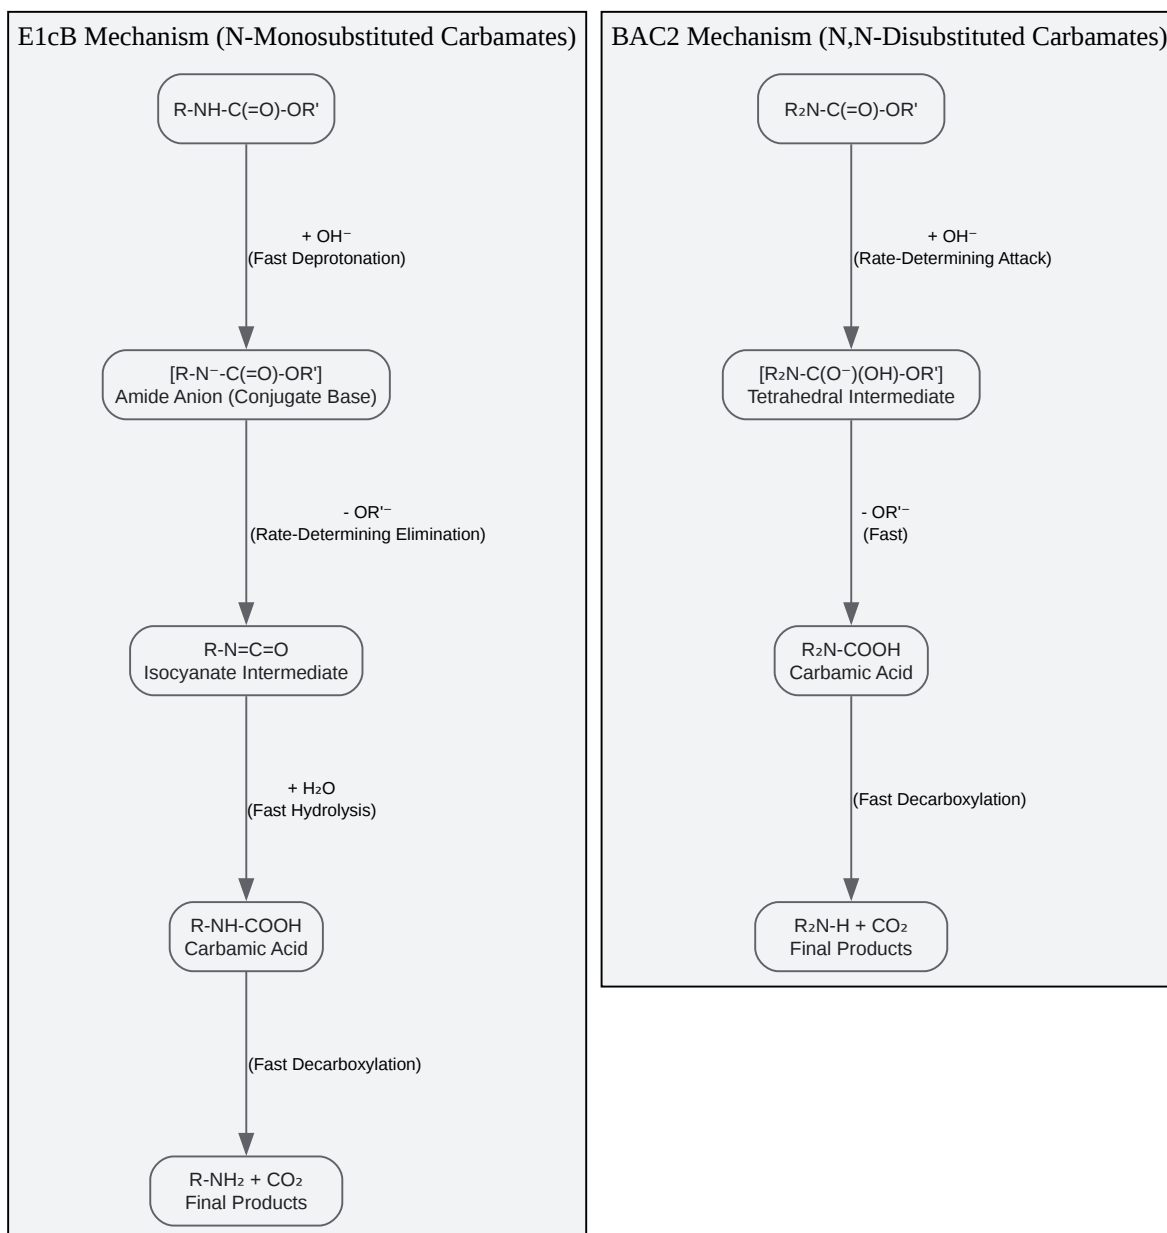 E1cB Mechanism (N-Monosubstituted Carbamates)
R-NH-C(=O)-OR'
+ OH⁻
(Fast Deprotonation)
[R-N⁻-C(=O)-OR']
Amide Anion (Conjugate Base)
- OR'⁻
(Rate-Determining Elimination)
R-N=C=O
Isocyanate Intermediate
+ H₂O
(Fast Hydrolysis)
R-NH-COOH
Carbamic Acid
(Fast Decarboxylation)
R-NH₂ + CO₂
Final Products
BAC2 Mechanism (N,N-Disubstituted Carbamates)
R₂N-C(=O)-OR'
+ OH⁻
(Rate-Determining Attack)
[R₂N-C(O⁻)(OH)-OR']
Tetrahedral Intermediate
- OR'⁻
(Fast)
R₂N-COOH
Carbamic Acid
(Fast Decarboxylation)
R₂N-H + CO₂
Final Products